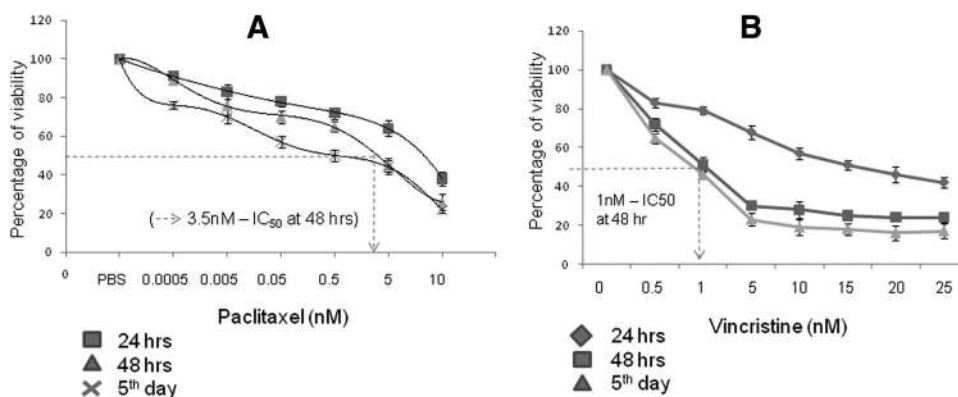 A
Percentage of viability
120
100
80
60
40
20
0
(--> 3.5nM – IC50 at 48 hrs)
0 PBS 0.0005 0.005 0.05 0.5 5 10
Paclitaxel (nM)
24 hrs
48 hrs
5th day
B
Percentage of viability
120
100
80
60
40
20
0
1nM – IC50
at 48 hr
0 0.5 1 5 10 15 20 25
Vincristine (nM)
24 hrs
48 hrs
5th day